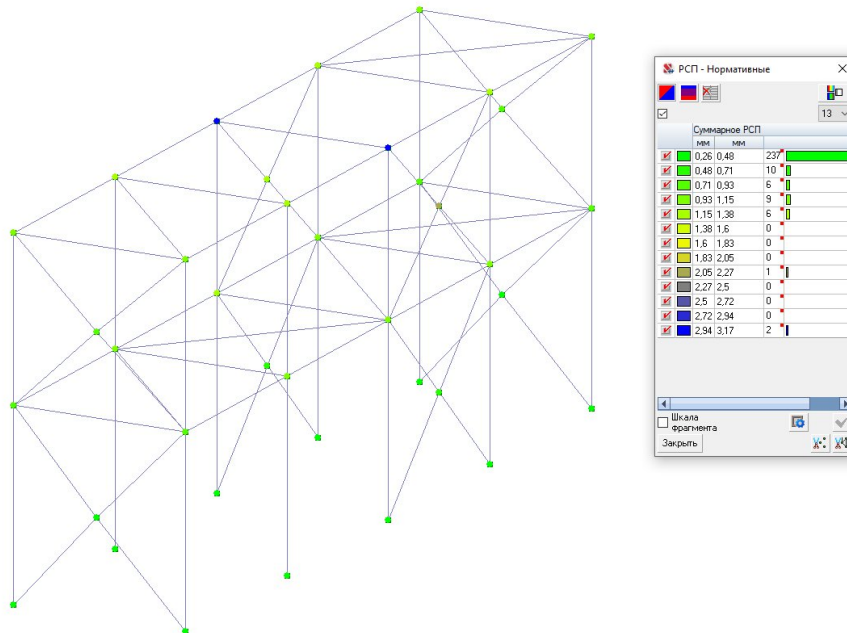 РСП - Нормативные
13
Суммарное РСП
мм мм
0,26 0,48 237
0,48 0,71 10
0,71 0,93 6
0,93 1,15 9
1,15 1,38 6
1,38 1,6 0
1,6 1,83 0
1,83 2,05 0
2,05 2,27 1
2,27 2,5 0
2,5 2,72 0
2,72 2,94 0
2,94 3,17 2
Шкала
фрагмента
Закрыть